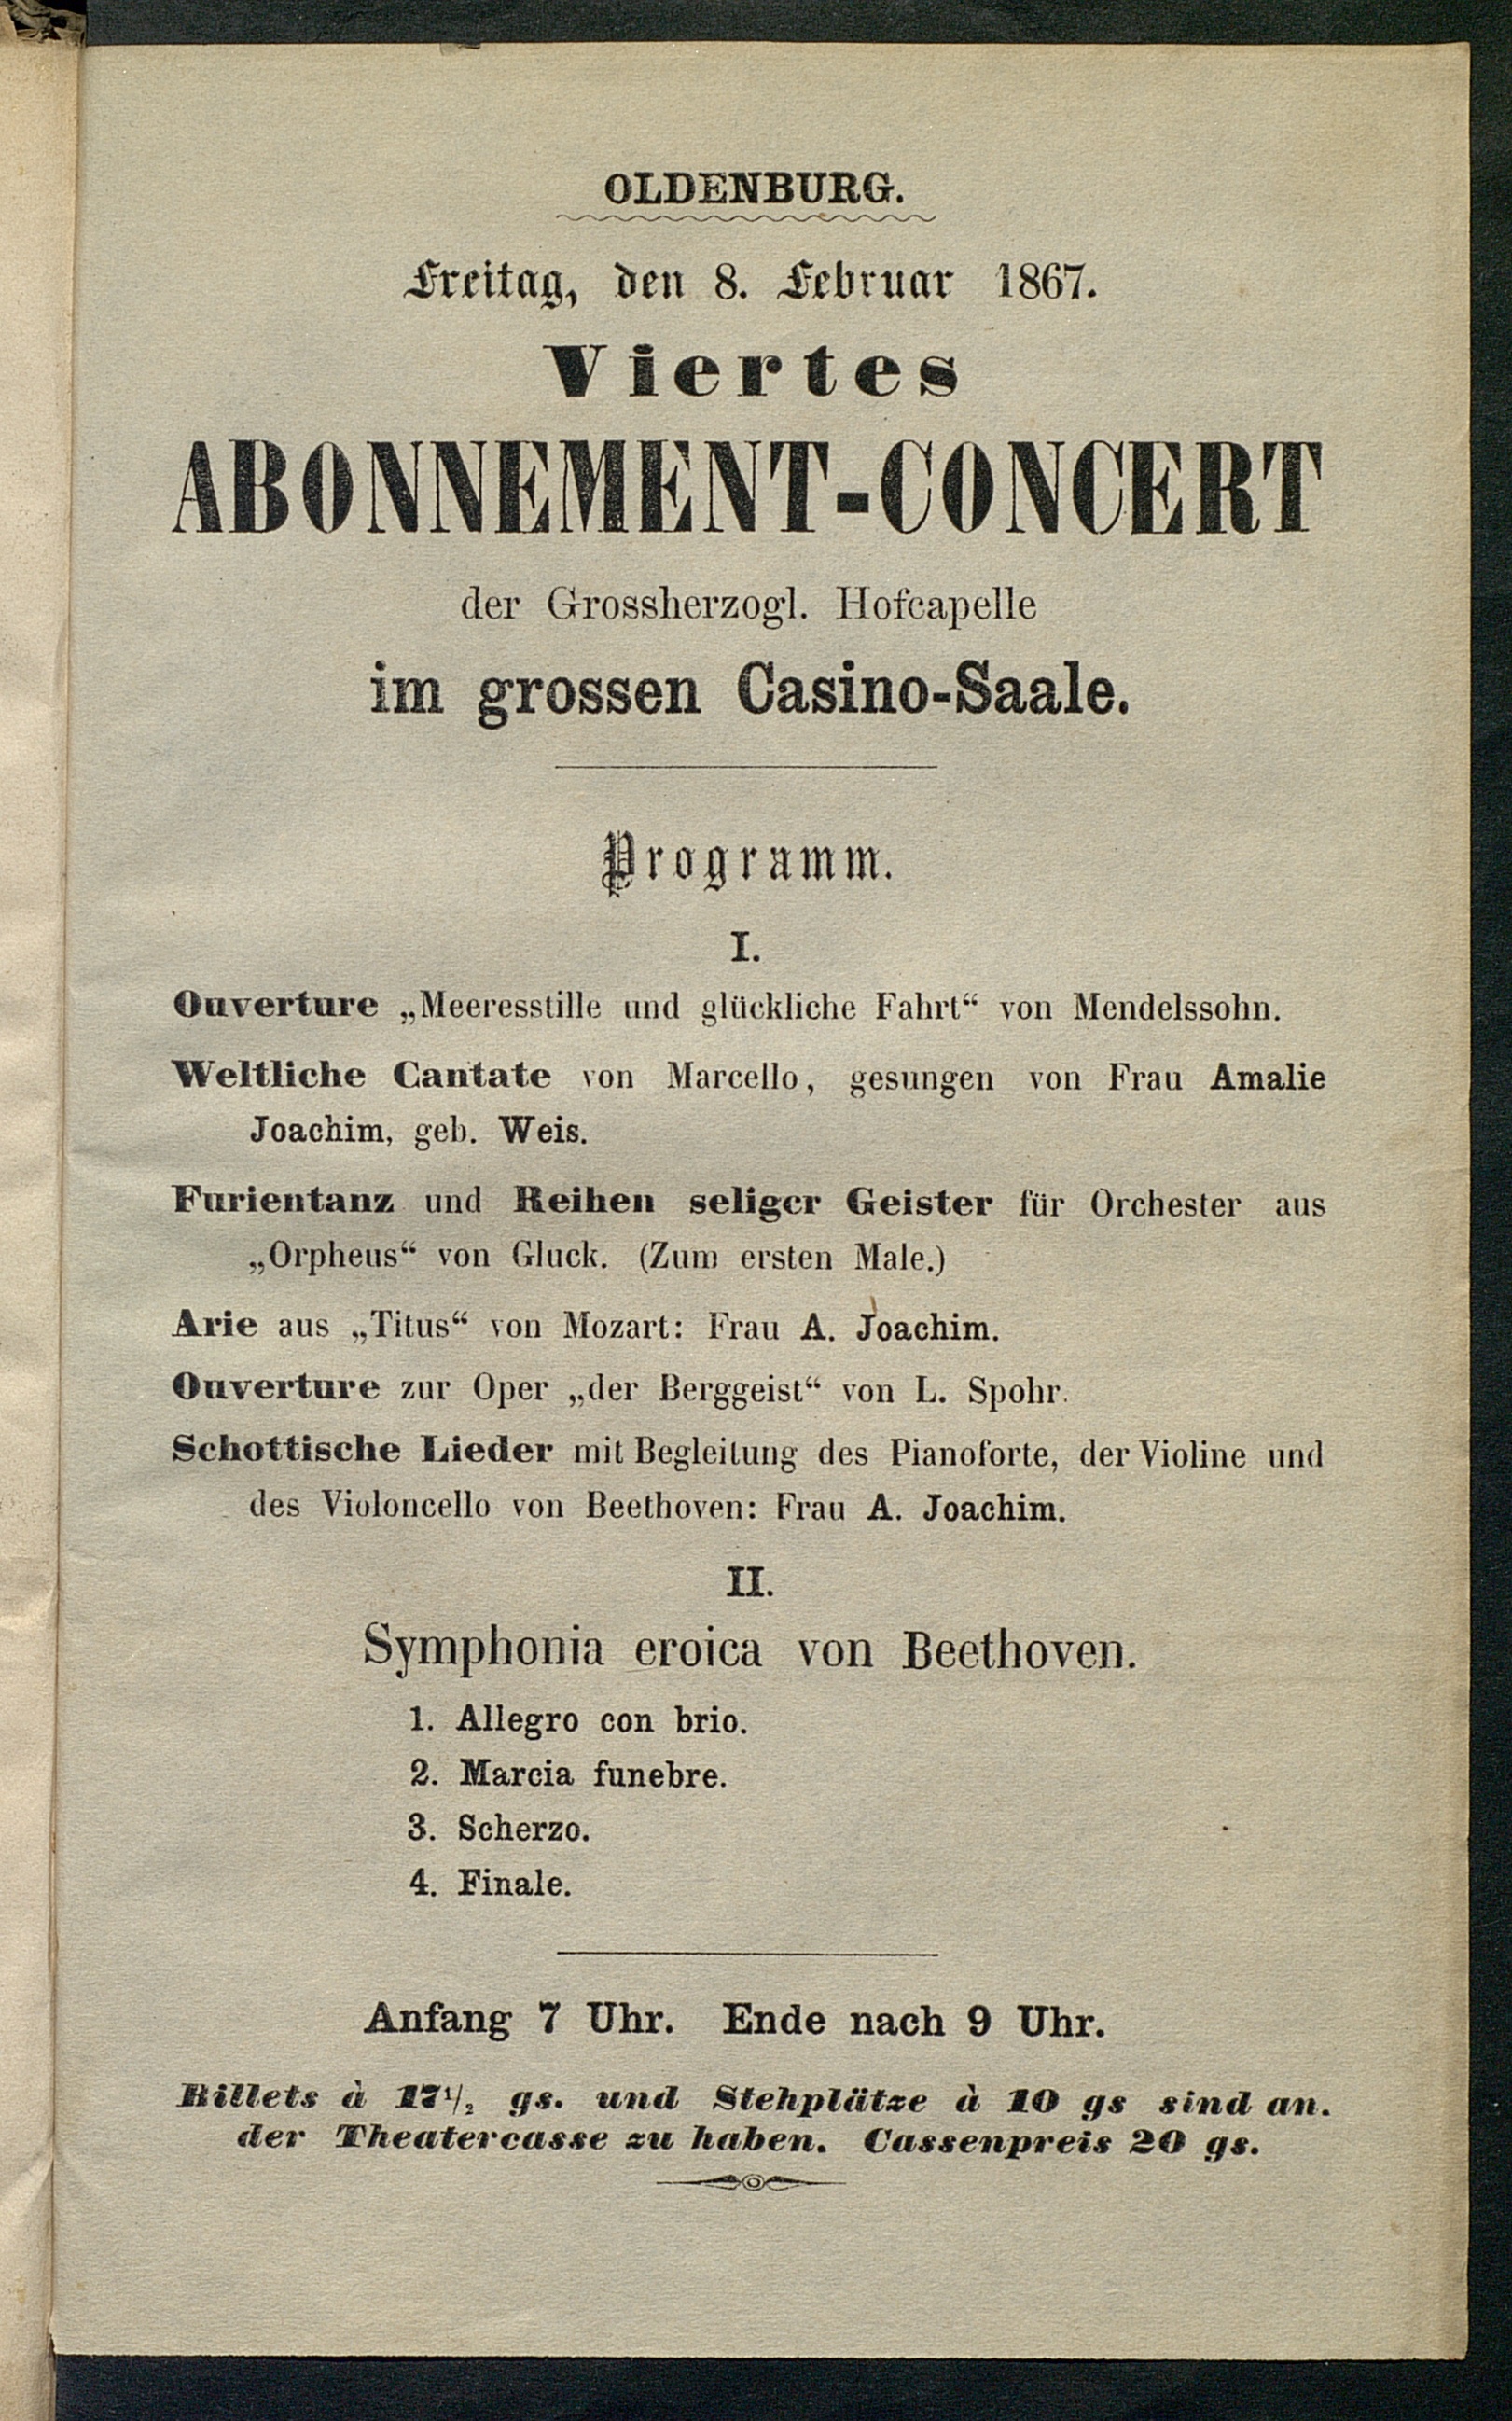 OLDENBURG.
Freitag, den 8. Februar 1867.
Viertes
ABONNEMENT-CONCERT
der Grossherzogl. Hofcapelle
im grossen Casino-Saale.
Programm.
I.
Ouverture „Meeresstille und glückliche Fahrt“ von Mendelssohn.
Weltliche Cantate von Marcello, gesungen von Frau Amalie
Joachim, geb. Weis.
Furientanz und Reihen seliger Geister für Orchester aus
„Orpheus“ von Gluck. (Zum ersten Male.)
Arie aus „Titus“ von Mozart: Frau A. Joachim.
Ouverture zur Oper „der Berggeist“ von L. Spohr.
Schottische Lieder mit Begleitung des Pianoforte, der Violine und
des Violoncello von Beethoven: Frau A. Joachim.
II.
Symphonia eroica von Beethoven.
1. Allegro con brio.
2. Marcia funebre.
3. Scherzo.
4. Finale.
Anfang 7 Uhr. Ende nach 9 Uhr.
Billets à 17½ gs. und Stehplätze à 10 gs sind an.
der Theatercasse zu haben. Cassenpreis 20 gs.